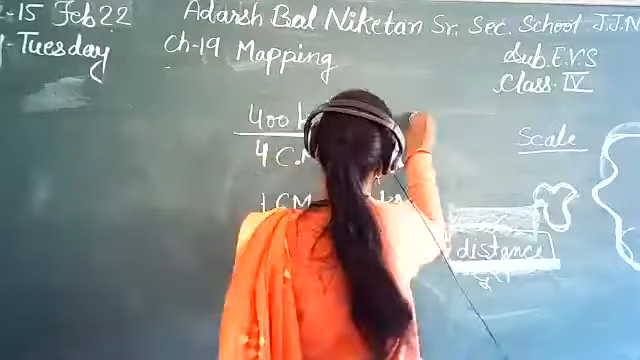 -15 Feb 22
Adarsh Bal Niketan Sr. Sec. School J.J.N
-Tuesday
Ch-19 Mapping
Sub. E.V.S
Class. IV
400
4 C.M
Scale
1 CM
distance